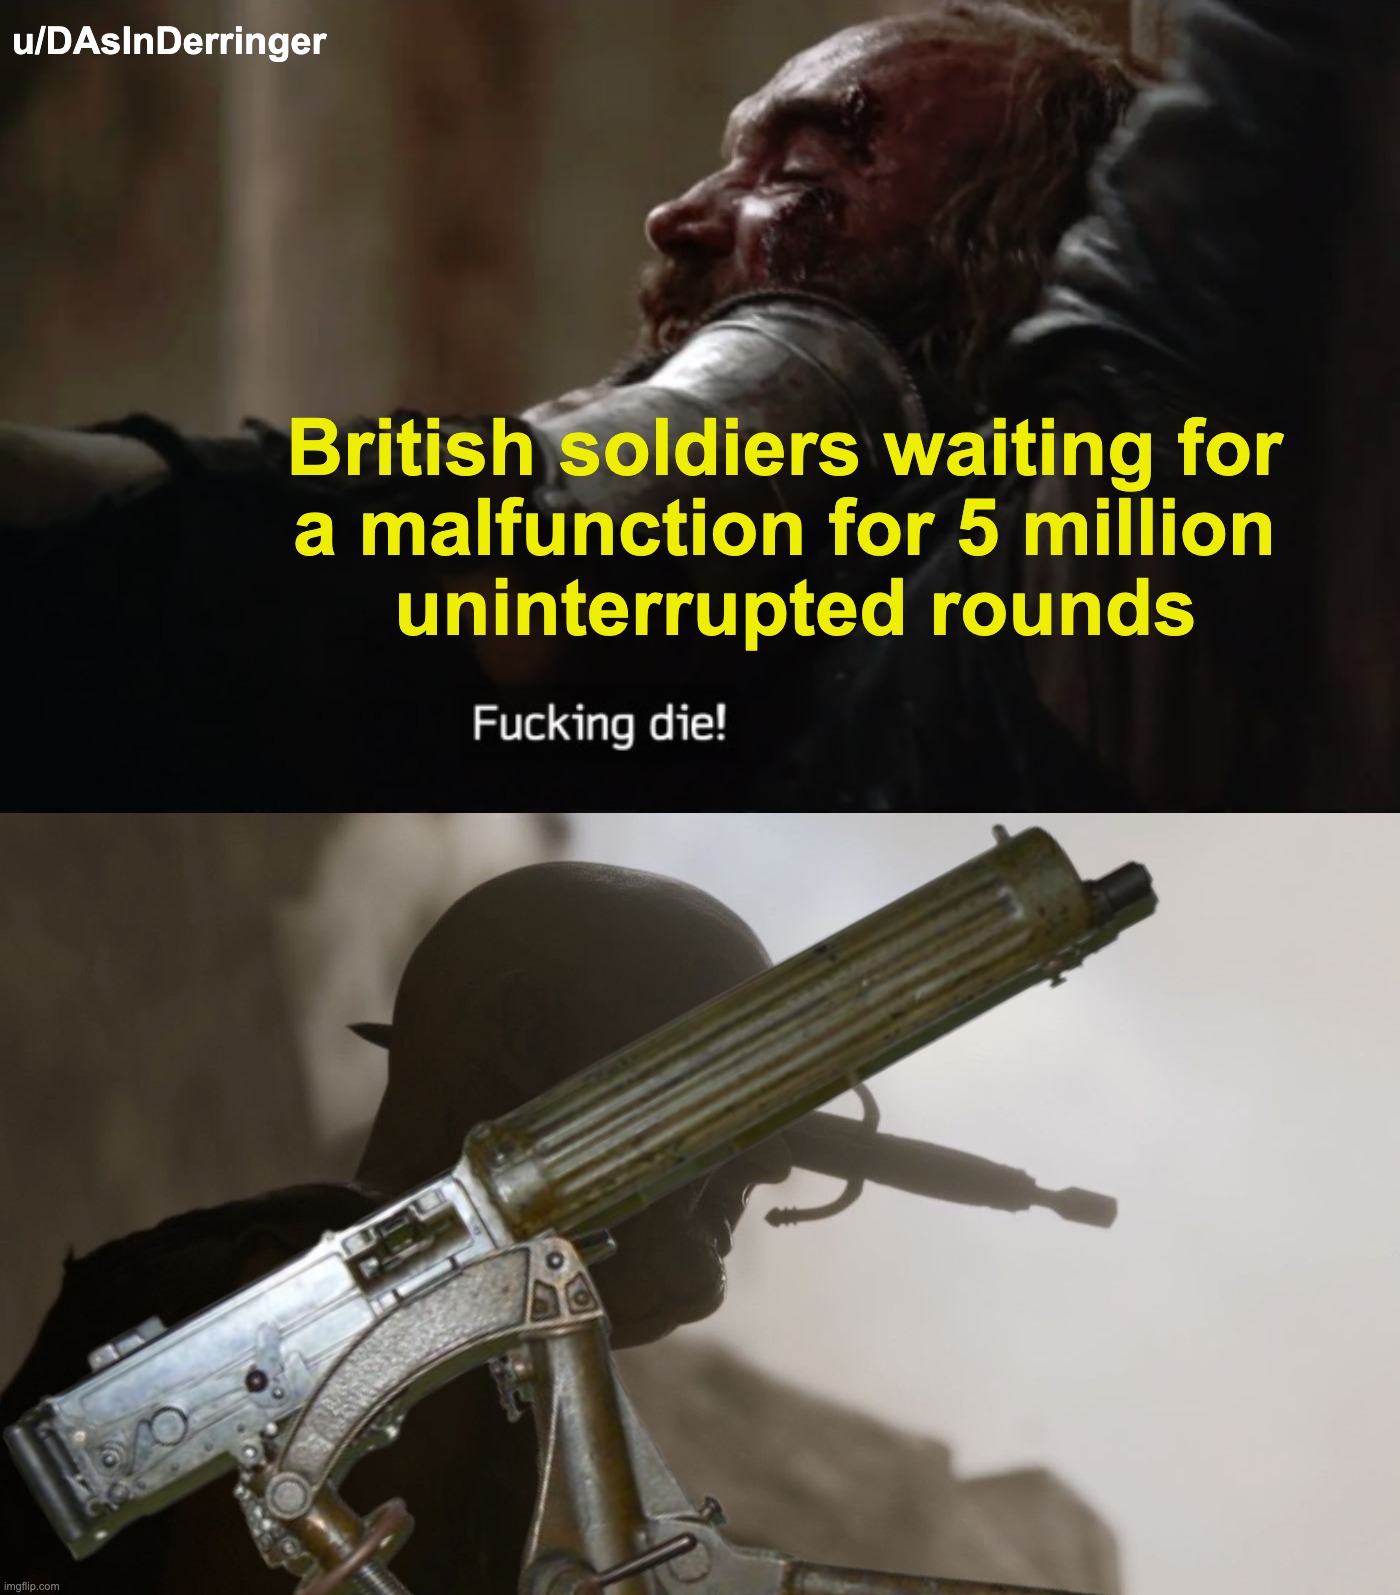 u/DAsInDerringer
British soldiers waiting for
a malfunction for 5 million
uninterrupted rounds
Fucking die!
imgflip.com